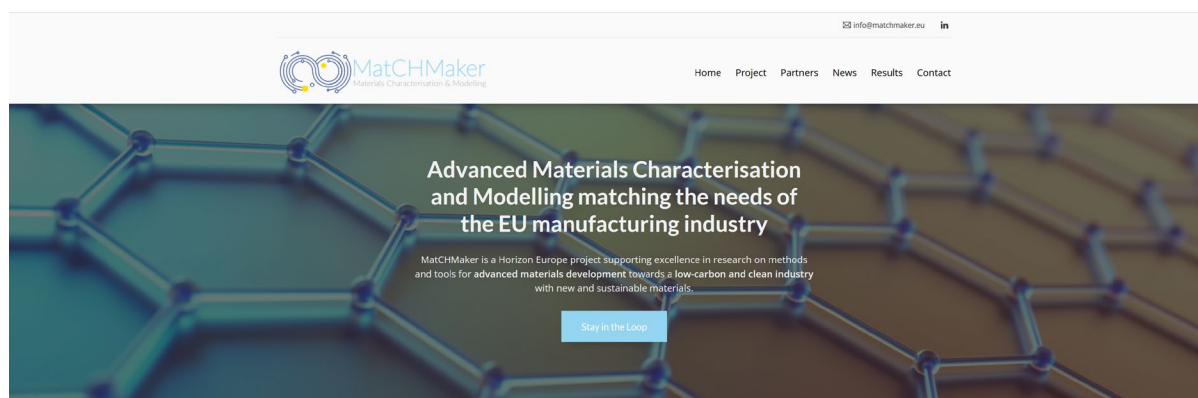 info@matchmaker.eu in
MatCHMaker
Materials Characterisation & Modelling
Home Project Partners News Results Contact
Advanced Materials Characterisation
and Modelling matching the needs of
the EU manufacturing industry
MatCHMaker is a Horizon Europe project supporting excellence in research on methods
and tools for advanced materials development towards a low-carbon and clean industry
with new and sustainable materials.
Stay in the Loop